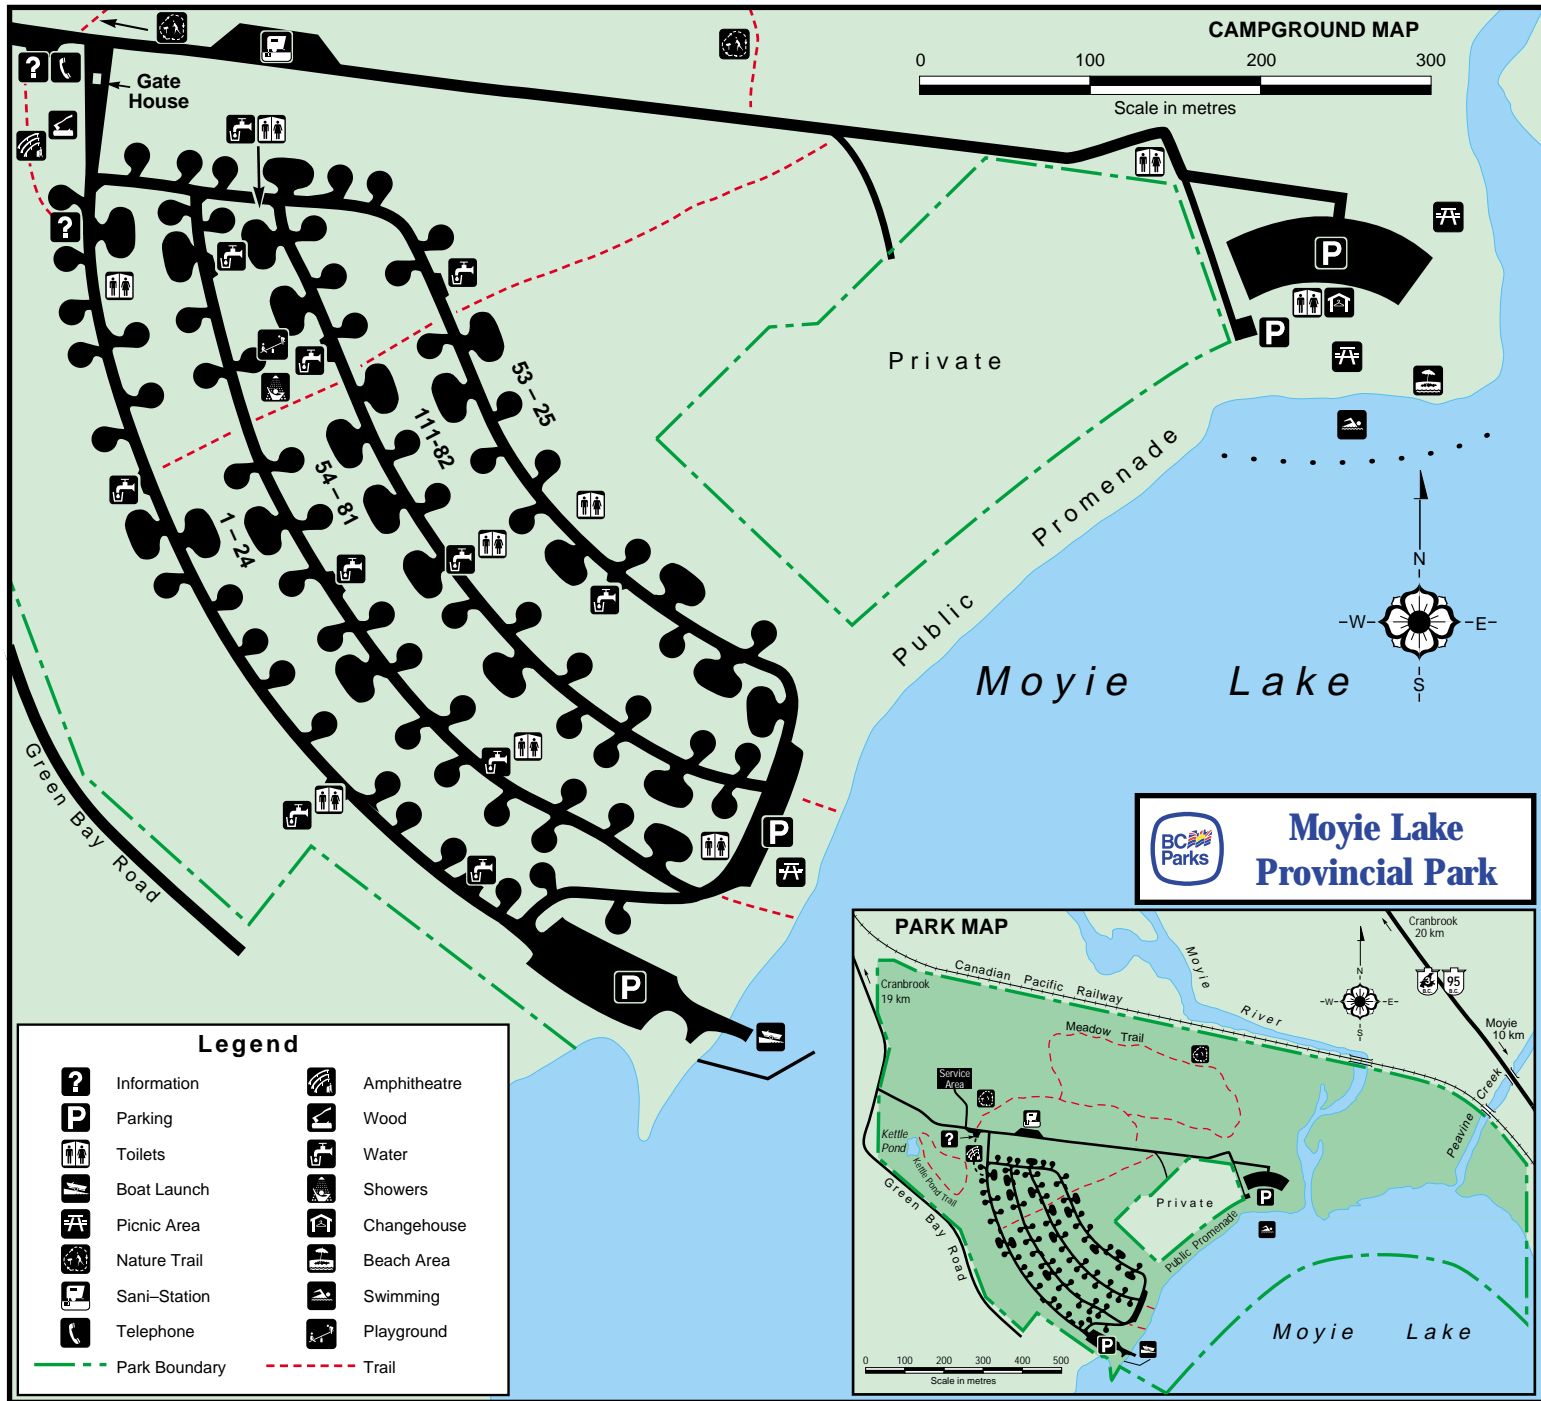 CAMPGROUND MAP
0 100 200 300
Scale in metres
?
Gate
House
?
P
P
Private
53 – 25
111-82
54 – 81
1 – 24
Public Promenade
N
W E
S
Moyie Lake
Green Bay Road
P
P
BC
Parks
Moyie Lake
Provincial Park
Legend
? Information
P Parking
Toilets
Boat Launch
Picnic Area
Nature Trail
Sani–Station
Telephone
Park Boundary
Amphitheatre
Wood
Water
Showers
Changehouse
Beach Area
Swimming
Playground
Trail
PARK MAP
Cranbrook
20 km
Moyie River
Canadian Pacific Railway
Cranbrook
19 km
N
W E
S
B.C.
95
B.C.
Moyie
10 km
Meadow Trail
Service
Area
Peavine Creek
?
Kettle
Pond
Kettle Pond Trail
Green Bay Road
Private
P
Public Promenade
Moyie Lake
P
0 100 200 300 400 500
Scale in metres